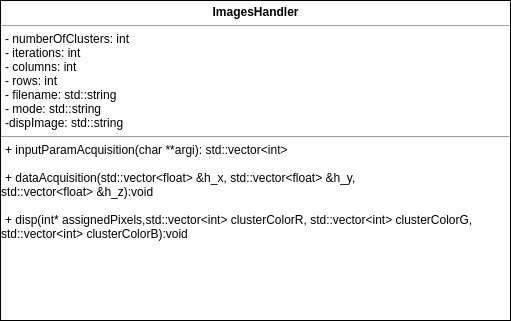 ImagesHandler
- numberOfClusters: int
- iterations: int
- columns: int
- rows: int
- filename: std::string
- mode: std::string
-dispImage: std::string
+ inputParamAcquisition(char **argi): std::vector<int>
+ dataAcquisition(std::vector<float> &h_x, std::vector<float> &h_y,
std::vector<float> &h_z):void
+ disp(int* assignedPixels,std::vector<int> clusterColorR, std::vector<int> clusterColorG,
std::vector<int> clusterColorB):void